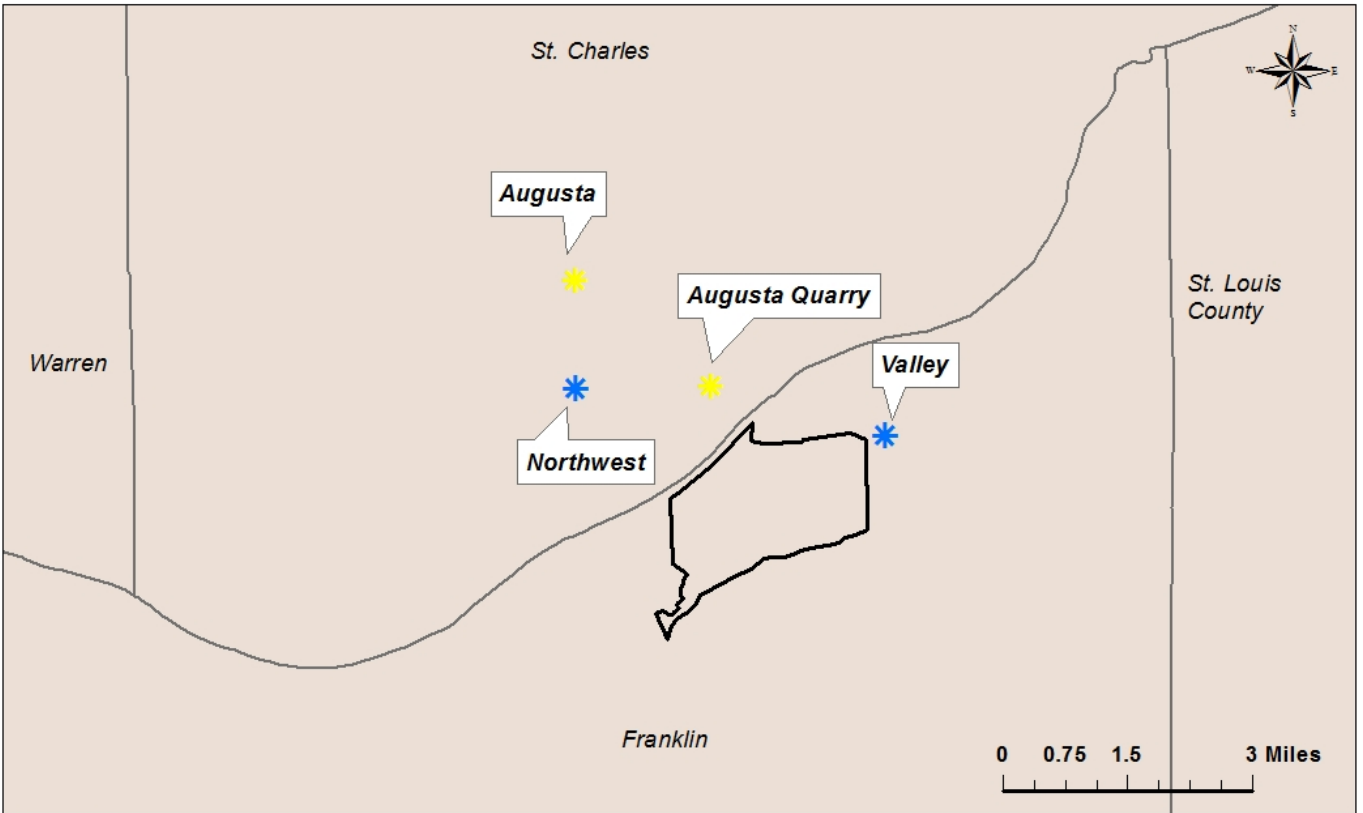 St. Charles
N
W
E
S
Augusta
Augusta Quarry
St. Louis
County
Warren
Valley
Northwest
Franklin
0 0.75 1.5 3 Miles